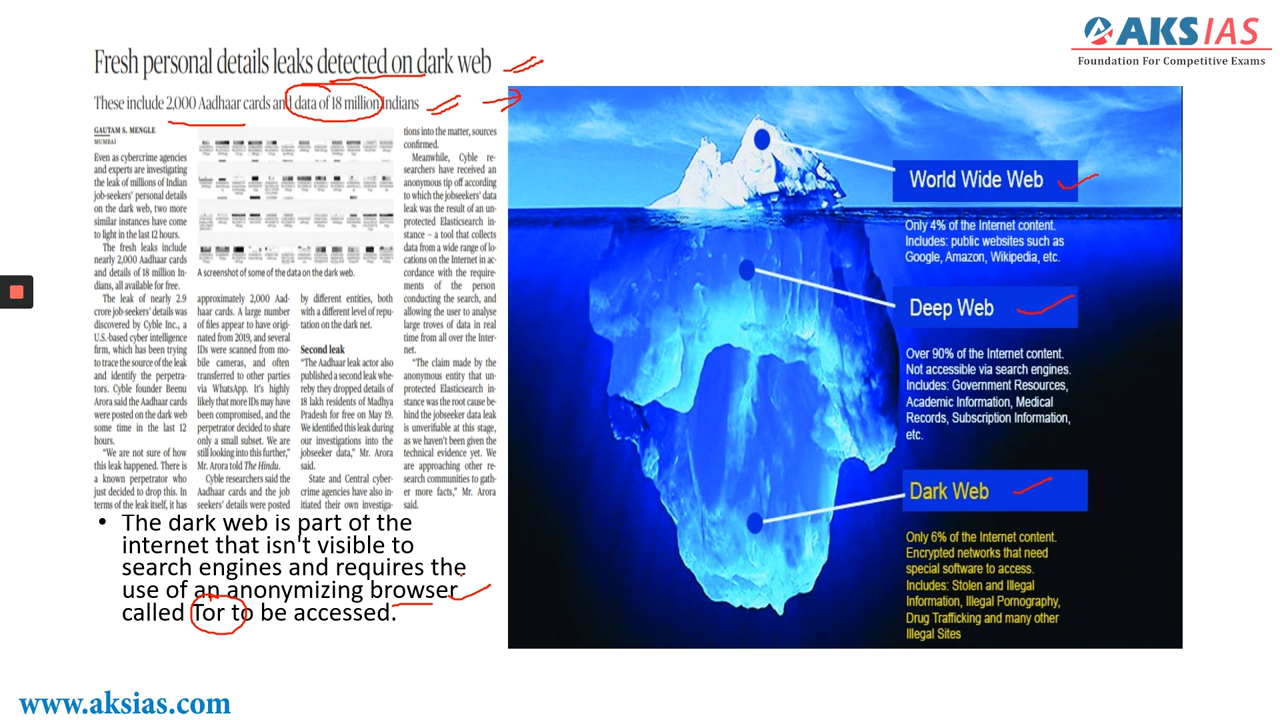 AKS IAS
Foundation For Competitive Exams
Fresh personal details leaks detected on dark web
These include 2,000 Aadhaar cards and data of 18 million Indians
GAUTAM S. MENGLE
MUMBAI
Even as cybercrime agencies
and experts are investigating
the leak of millions of Indian
job-seekers' personal details
on the dark web, two more
similar instances have come
to light in the last 12 hours.
The fresh leaks include
nearly 2,000 Aadhaar cards
and details of 18 million In-
dians, all available for free.
The leak of nearly 2.9
crore job-seekers' details was
discovered by Cyble Inc., a
U.S.-based cyber intelligence
firm, which has been trying
to trace the source of the leak
and identify the perpetra-
tors. Cyble founder Beenu
Arora said the Aadhaar cards
were posted on the dark web
some time in the last 12
hours.
"We are not sure of how
this leak happened. There is
a known perpetrator who
just decided to drop this. In
terms of the leak itself, it has
A screenshot of some of the data on the dark web.
approximately 2,000 Aad-
haar cards. A large number
of files appear to have origi-
nated from 2019, and several
IDs were scanned from mo-
bile cameras, and often
transferred to other parties
via WhatsApp. It's highly
likely that more IDs may have
been compromised, and the
perpetrator decided to share
only a small subset. We are
still looking into this further,"
Mr. Arora told The Hindu.
Cyble researchers said the
Aadhaar cards and the job
seekers' details were posted
by different entities, both
with a different level of repu-
tation on the dark net.
Second leak
"The Aadhaar leak actor also
published a second leak whe-
reby they dropped details of
18 lakh residents of Madhya
Pradesh for free on May 19.
We identified this leak during
our investigations into the
jobseeker data," Mr. Arora
said.
State and Central cyber-
crime agencies have also in-
itiated their own investiga-
tions into the matter, sources
confirmed.
Meanwhile, Cyble re-
searchers have received an
anonymous tip off according
to which the jobseekers' data
leak was the result of an un-
protected Elasticsearch in-
stance – a tool that collects
data from a wide range of lo-
cations on the Internet in ac-
cordance with the require-
ments of the person
conducting the search, and
allowing the user to analyse
large troves of data in real
time from all over the Inter-
net.
"The claim made by the
anonymous entity that un-
protected Elasticsearch in-
stance was the root cause be-
hind the jobseeker data leak
is unverifiable at this stage,
as we haven't been given the
technical evidence yet. We
are approaching other re-
search communities to gath-
er more facts," Mr. Arora
said.
• The dark web is part of the
internet that isn't visible to
search engines and requires the
use of an anonymizing browser
called Tor to be accessed.
World Wide Web
Only 4% of the Internet content.
Includes: public websites such as
Google, Amazon, Wikipedia, etc.
Deep Web
Over 90% of the Internet content.
Not accessible via search engines.
Includes: Government Resources,
Academic Information, Medical
Records, Subscription Information,
etc.
Dark Web
Only 6% of the Internet content.
Encrypted networks that need
special software to access.
Includes: Stolen and Illegal
Information, Illegal Pornography,
Drug Trafficking and many other
Illegal Sites
www.aksias.com